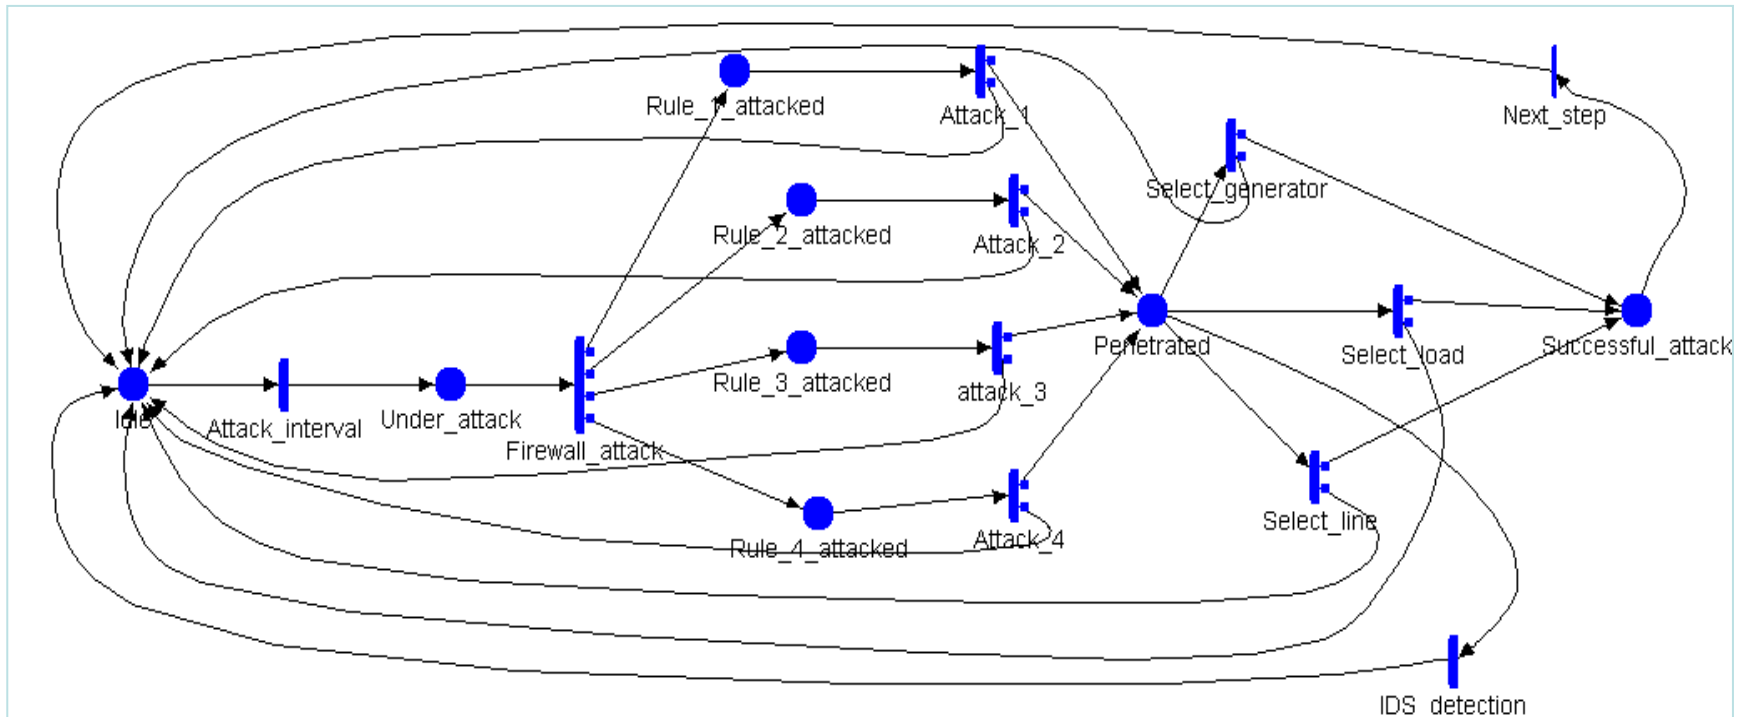 Rule_1_attacked
Attack_1
Next_step
Select_generator
Rule_2_attacked
Attack_2
Penetrated
Select_load
Successful_attack
Rule_3_attacked
attack_3
Idle
Attack_interval
Under_attack
Firewall_attack
Select_line
Rule_4_attacked
Attack_4
IDS_detection